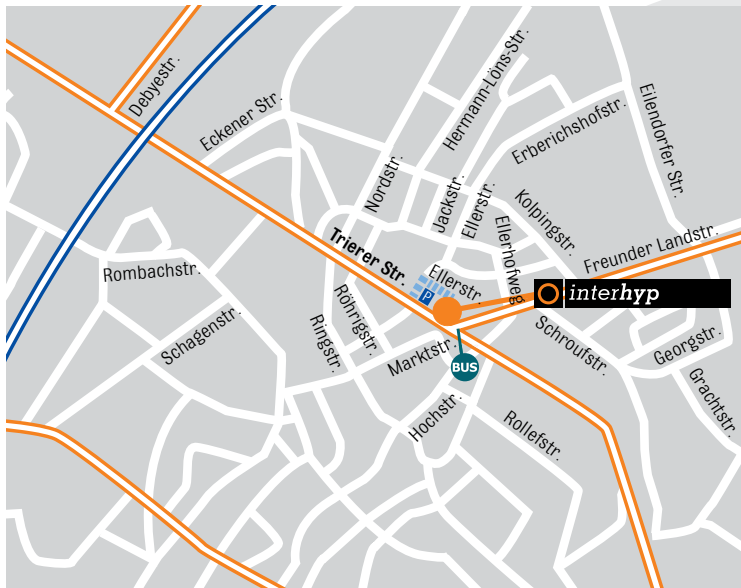 Debyestr.
Eckener Str.
Hermann-Löns-Str.
Erberichshofstr.
Eilendorfer Str.
Nordstr.
Jackstr.
Ellerstr.
Kolpingstr.
Ellerhofweg
Trierer Str.
Ellerstr.
Freunder Landstr.
Rombachstr.
P
interhyp
Schagenstr.
Ringstr.
Röhrigstr.
Marktstr.
BUS
Schroufstr.
Georgstr.
Grachtstr.
Hochstr.
Rollefstr.